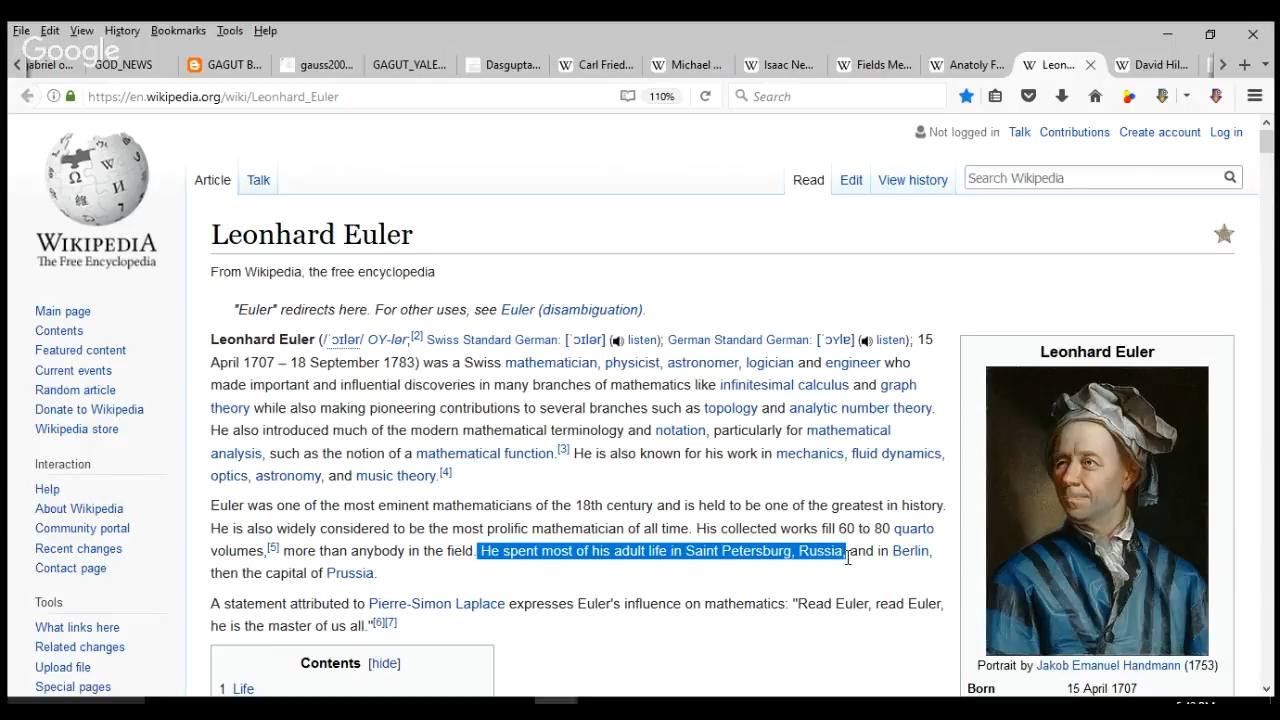 File Edit View History Bookmarks Tools Help
Google
abriel o... GOD_NEWS GAGUT B... gauss200... GAGUT_YALE... Dasgupta... Carl Fried... Michael ... Isaac Ne... Fields Me... Anatoly F... Leon... David Hil...
https://en.wikipedia.org/wiki/Leonhard_Euler 110% Search
Not logged in Talk Contributions Create account Log in
Article Talk Read Edit View history Search Wikipedia
WIKIPEDIA
The Free Encyclopedia
Main page
Contents
Featured content
Current events
Random article
Donate to Wikipedia
Wikipedia store
Interaction
Help
About Wikipedia
Community portal
Recent changes
Contact page
Tools
What links here
Related changes
Upload file
Special pages
Leonhard Euler
From Wikipedia, the free encyclopedia
"Euler" redirects here. For other uses, see Euler (disambiguation).
Leonhard Euler (/ˈɔɪlər/ OY-lər;[2] Swiss Standard German: [ˈɔɪlər] (listen); German Standard German: [ˈɔʏlɐ] (listen); 15
April 1707 – 18 September 1783) was a Swiss mathematician, physicist, astronomer, logician and engineer who
made important and influential discoveries in many branches of mathematics like infinitesimal calculus and graph
theory while also making pioneering contributions to several branches such as topology and analytic number theory.
He also introduced much of the modern mathematical terminology and notation, particularly for mathematical
analysis, such as the notion of a mathematical function.[3] He is also known for his work in mechanics, fluid dynamics,
optics, astronomy, and music theory.[4]
Euler was one of the most eminent mathematicians of the 18th century and is held to be one of the greatest in history.
He is also widely considered to be the most prolific mathematician of all time. His collected works fill 60 to 80 quarto
volumes,[5] more than anybody in the field. He spent most of his adult life in Saint Petersburg, Russia, and in Berlin,
then the capital of Prussia.
A statement attributed to Pierre-Simon Laplace expresses Euler's influence on mathematics: "Read Euler, read Euler,
he is the master of us all."[6][7]
Contents [hide]
1 Life
Leonhard Euler
Portrait by Jakob Emanuel Handmann (1753)
Born 15 April 1707